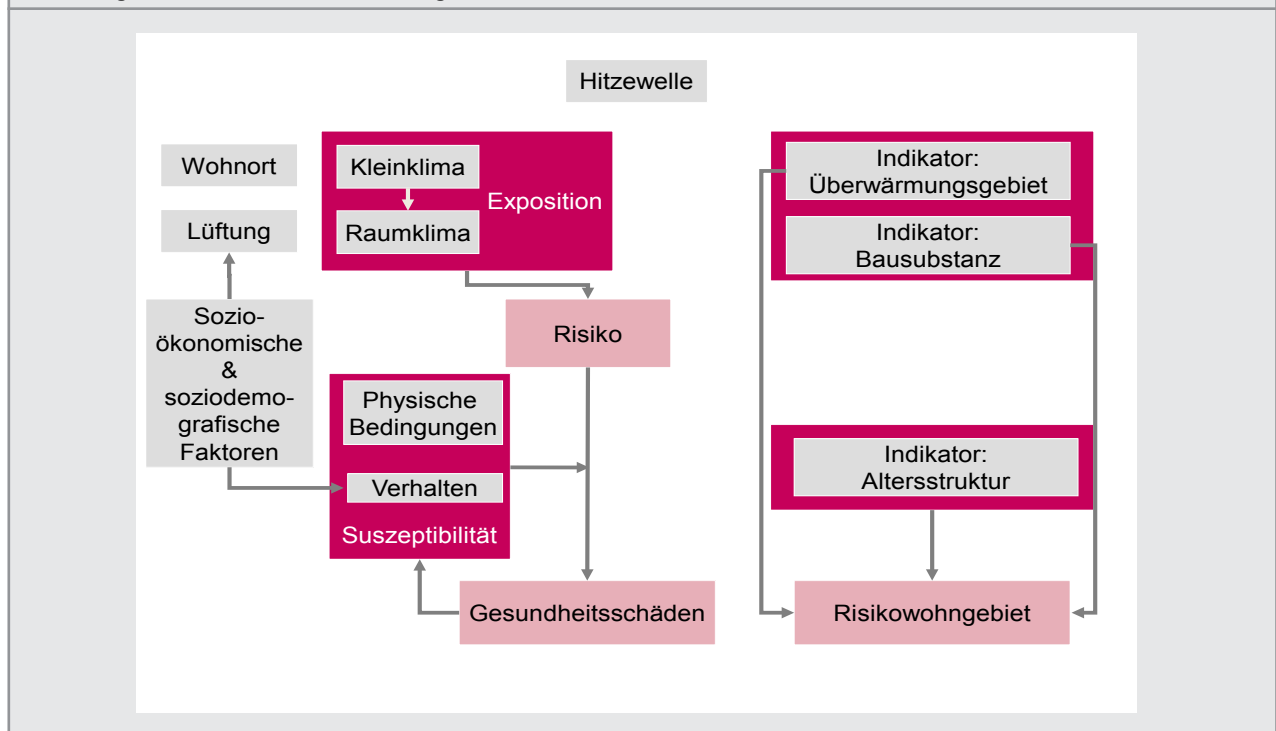 Hitzewelle
Wohnort
Lüftung
Sozio-
ökonomische
&
soziodemo-
grafische
Faktoren
Kleinklima
Raumklima
Exposition
Risiko
Physische
Bedingungen
Verhalten
Suszeptibilität
Gesundheitsschäden
Indikator:
Überwärmungsgebiet
Indikator:
Bausubstanz
Indikator:
Altersstruktur
Risikowohngebiet